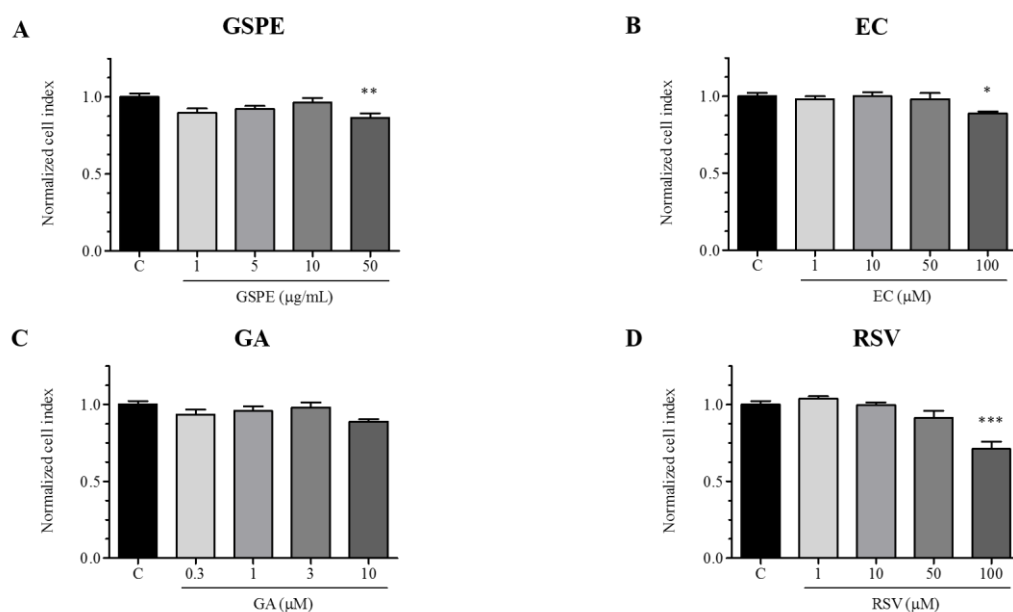 A
GSPE
Normalized cell index
1.0
0.5
0.0
**
C 1 5 10 50
GSPE (μg/mL)
B
EC
Normalized cell index
1.0
0.5
0.0
*
C 1 10 50 100
EC (μM)
C
GA
Normalized cell index
1.0
0.5
0.0
C 0.3 1 3 10
GA (μM)
D
RSV
Normalized cell index
1.0
0.5
0.0
***
C 1 10 50 100
RSV (μM)